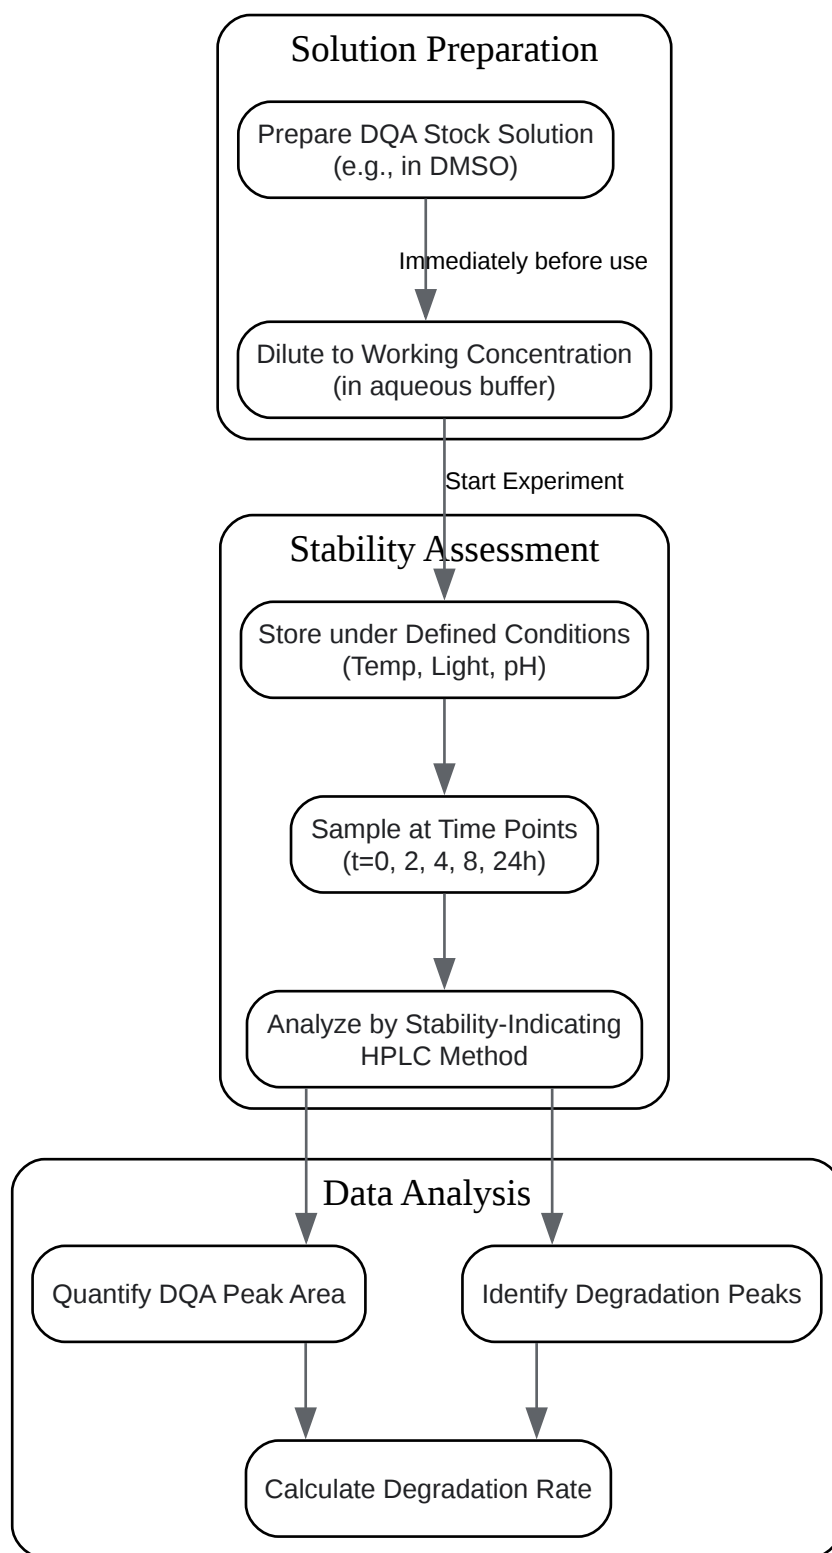 Solution Preparation
Prepare DQA Stock Solution
(e.g., in DMSO)
Immediately before use
Dilute to Working Concentration
(in aqueous buffer)
Start Experiment
Stability Assessment
Store under Defined Conditions
(Temp, Light, pH)
Sample at Time Points
(t=0, 2, 4, 8, 24h)
Analyze by Stability-Indicating
HPLC Method
Data Analysis
Quantify DQA Peak Area
Identify Degradation Peaks
Calculate Degradation Rate